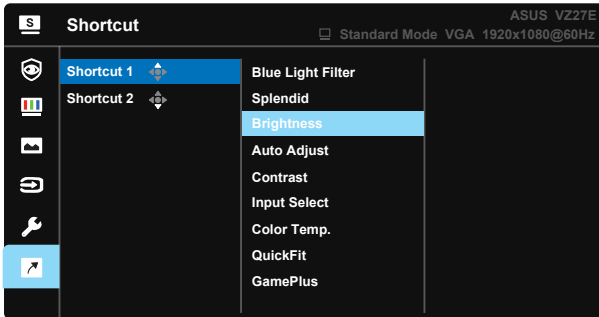 S
Shortcut
ASUS VZ27E
Standard Mode VGA 1920x1080@60Hz
Shortcut 1
Shortcut 2
Blue Light Filter
Splendid
Brightness
Auto Adjust
Contrast
Input Select
Color Temp.
QuickFit
GamePlus